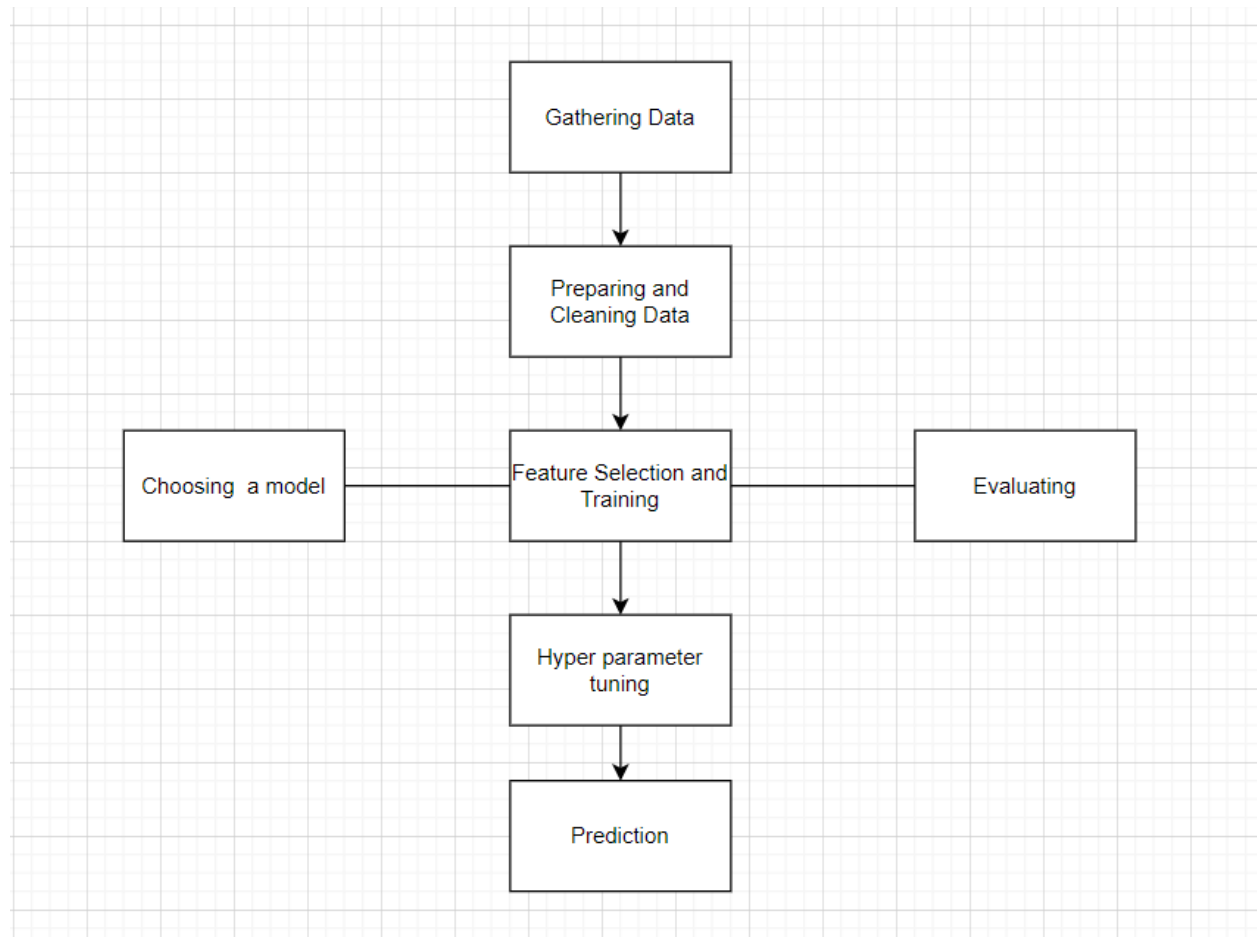 Gathering Data
Preparing and
Cleaning Data
Choosing a model
Feature Selection and
Training
Evaluating
Hyper parameter
tuning
Prediction